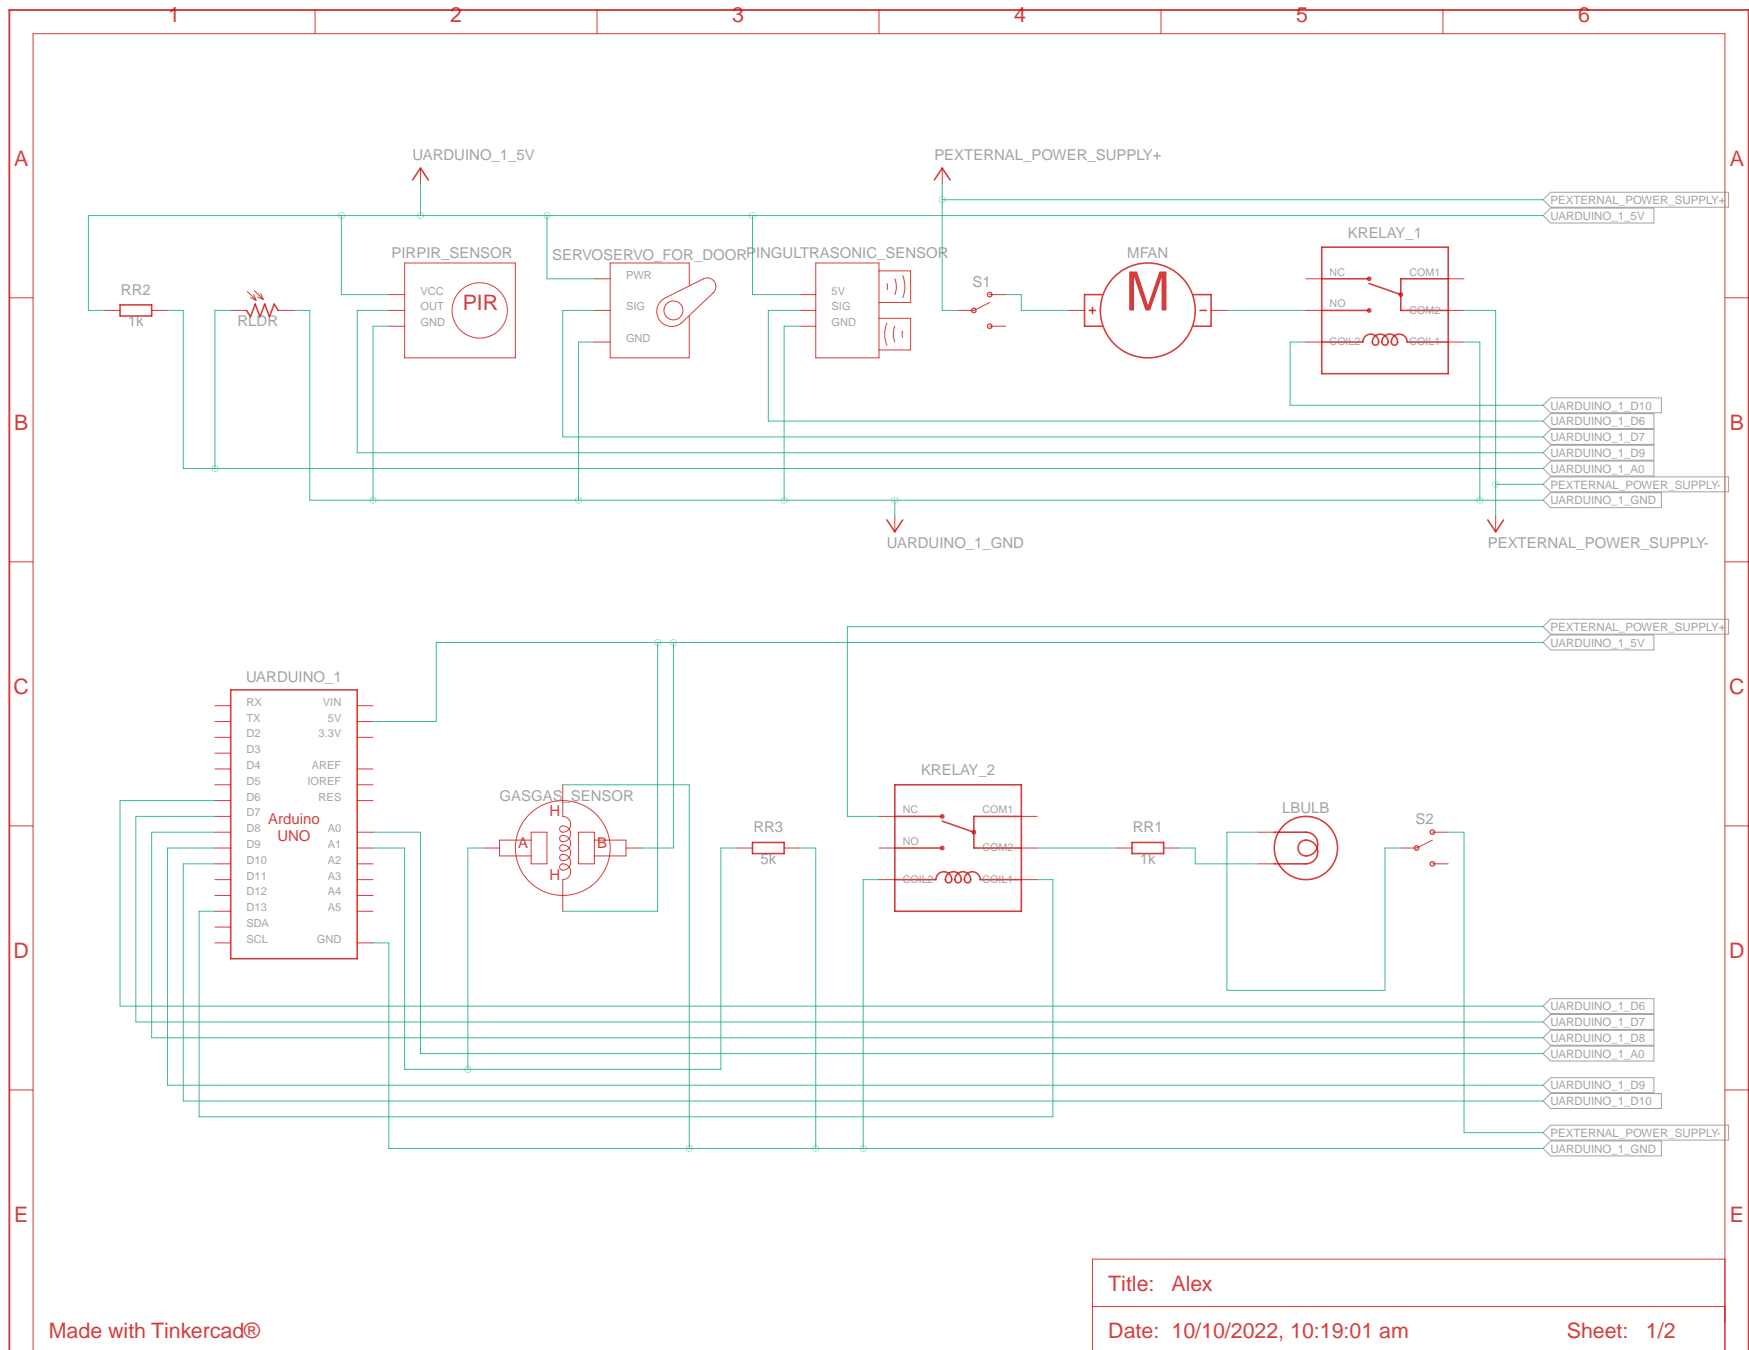 1 2 3 4 5 6
A A
UARDUINO_1_5V PEXTERNAL_POWER_SUPPLY+
PEXTERNAL_POWER_SUPPLY+
UARDUINO_1_5V
KRELAY_1
PIRPIR_SENSOR SERVOSERVO_FOR_DOOR PINGULTRASONIC_SENSOR MFAN
NC COM1
PWR
S1
RR2 VCC 5V
M
PIR
OUT SIG SIG NO COM2
+ -
1k RLDR GND GND
GND COIL2 COIL1
UARDUINO_1_D10
B B
UARDUINO_1_D6
UARDUINO_1_D7
UARDUINO_1_D9
UARDUINO_1_A0
PEXTERNAL_POWER_SUPPLY-
UARDUINO_1_GND
UARDUINO_1_GND PEXTERNAL_POWER_SUPPLY-
PEXTERNAL_POWER_SUPPLY+
UARDUINO_1_5V
C C
UARDUINO_1
RX VIN
TX 5V
D2 3.3V
D3
D4 AREF
D5 IOREF
D6 RES
D7
Arduino
UNO
D8 A0
D9 A1
D10 A2
D11 A3
D12 A4
D13 A5
SDA
SCL GND
GASGAS_SENSOR
H
A B
H
RR3
5k
KRELAY_2
NC COM1
NO COM2
COIL2 COIL1
RR1
1k
LBULB
S2
D D
UARDUINO_1_D6
UARDUINO_1_D7
UARDUINO_1_D8
UARDUINO_1_A0
UARDUINO_1_D9
UARDUINO_1_D10
PEXTERNAL_POWER_SUPPLY-
UARDUINO_1_GND
E E
Title: Alex
Made with Tinkercad® Date: 10/10/2022, 10:19:01 am Sheet: 1/2